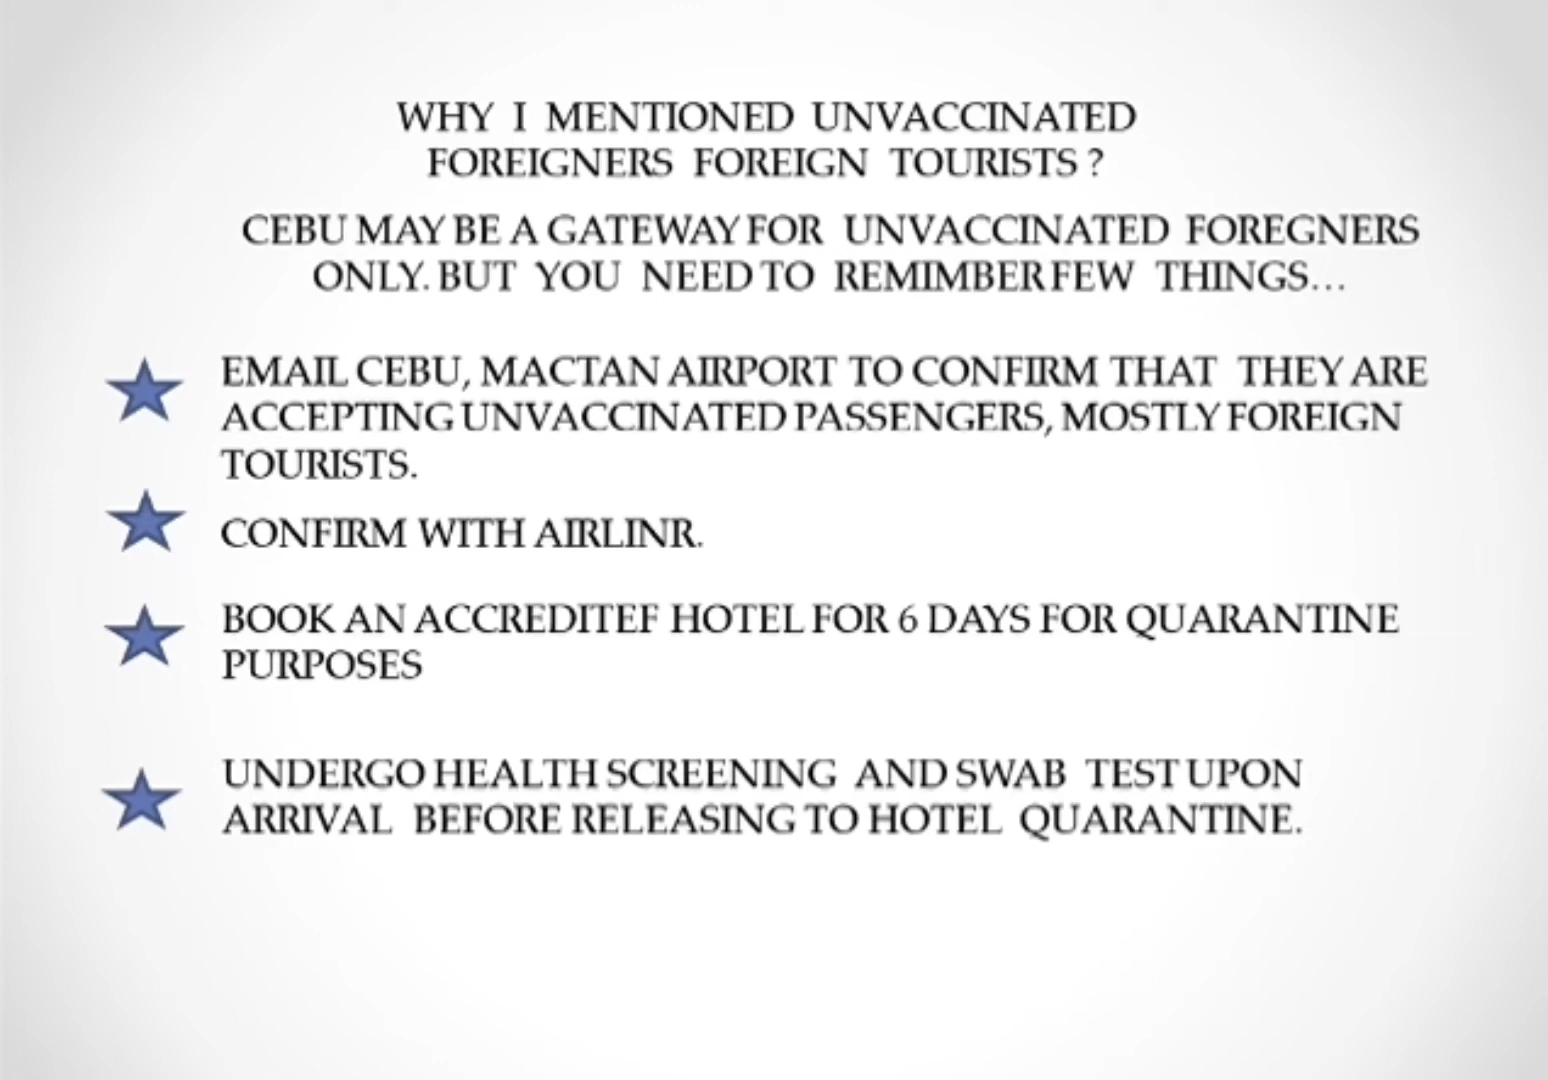 WHY I MENTIONED UNVACCINATED
FOREIGNERS FOREIGN TOURISTS ?
CEBU MAY BE A GATEWAY FOR UNVACCINATED FOREGNERS
ONLY. BUT YOU NEED TO REMIMBER FEW THINGS...
EMAIL CEBU, MACTAN AIRPORT TO CONFIRM THAT THEY ARE
ACCEPTING UNVACCINATED PASSENGERS, MOSTLY FOREIGN
TOURISTS.
CONFIRM WITH AIRLINR.
BOOK AN ACCREDITEF HOTEL FOR 6 DAYS FOR QUARANTINE
PURPOSES
UNDERGO HEALTH SCREENING AND SWAB TEST UPON
ARRIVAL BEFORE RELEASING TO HOTEL QUARANTINE.